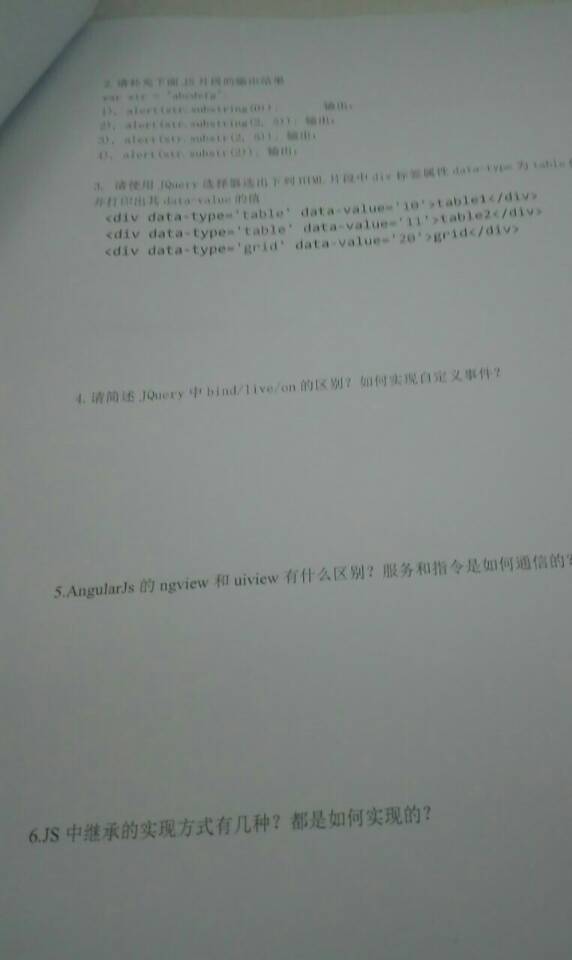 2. 请补充下面 JS 片段的输出结果
var str = 'abcdefg'
1)、alert(str.substring(0)); 输出:
2)、alert(str.substring(2, 5)); 输出:
3)、alert(str.substr(2, 5)); 输出:
4)、alert(str.substr(2)); 输出:
3、请使用 JQuery 选择器选出下列 HTML 片段中 div 标签属性 data-type 为 table
并打印出其 data-value 的值
<div data-type='table' data-value='10'>table1</div>
<div data-type='table' data-value='11'>table2</div>
<div data-type='grid' data-value='20'>grid</div>
4. 请简述 JQuery 中 bind/live/on 的区别？如何实现自定义事件？
5.AngularJs 的 ngview 和 uiview 有什么区别？服务和指令是如何通信的
6.JS 中继承的实现方式有几种？都是如何实现的？